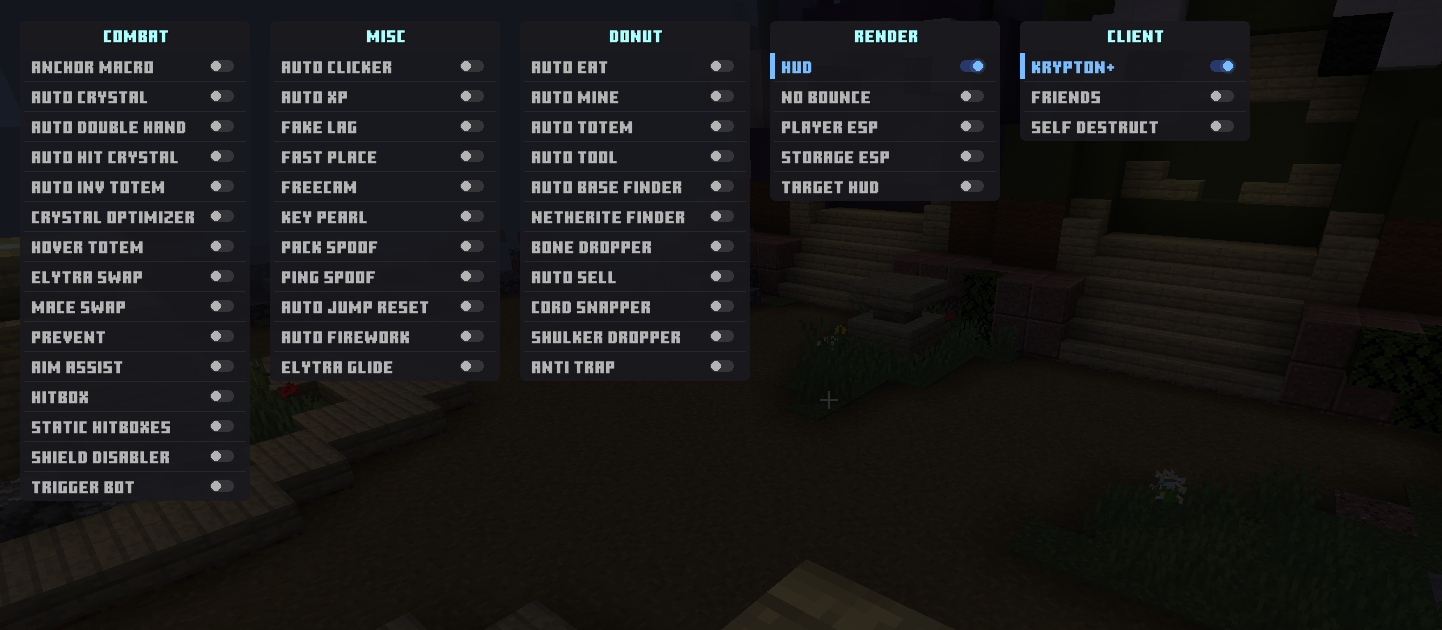 COMBAT
ANCHOR MACRO
AUTO CRYSTAL
AUTO DOUBLE HAND
AUTO HIT CRYSTAL
AUTO INV TOTEM
CRYSTAL OPTIMIZER
HOVER TOTEM
ELYTRA SWAP
MACE SWAP
PREVENT
AIM ASSIST
HITBOX
STATIC HITBOXES
SHIELD DISABLER
TRIGGER BOT
MISC
AUTO CLICKER
AUTO XP
FAKE LAG
FAST PLACE
FREECAM
KEY PEARL
PACK SPOOF
PING SPOOF
AUTO JUMP RESET
AUTO FIREWORK
ELYTRA GLIDE
DONUT
AUTO EAT
AUTO MINE
AUTO TOTEM
AUTO TOOL
AUTO BASE FINDER
NETHERITE FINDER
BONE DROPPER
AUTO SELL
CORD SNAPPER
SHULKER DROPPER
ANTI TRAP
RENDER
HUD
NO BOUNCE
PLAYER ESP
STORAGE ESP
TARGET HUD
CLIENT
KRYPTON+
FRIENDS
SELF DESTRUCT